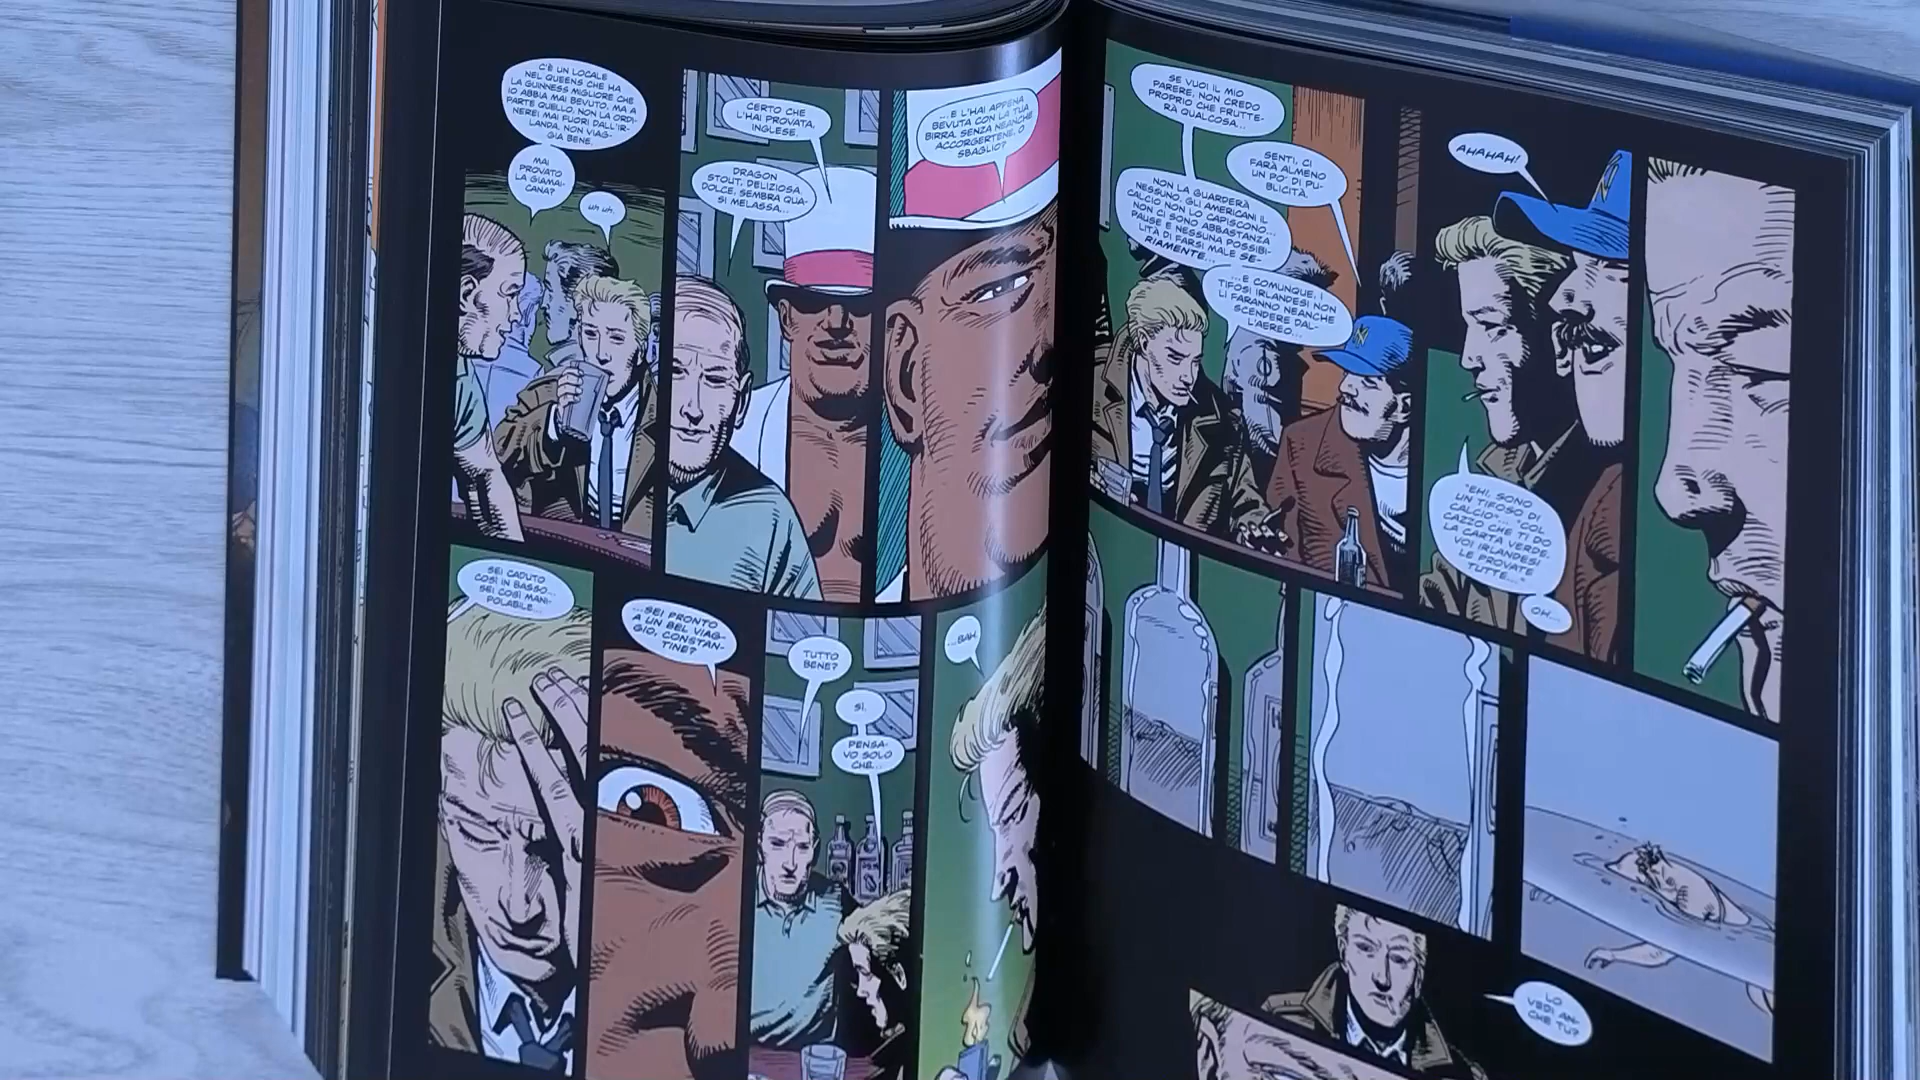 C'È UN LOCALE
NEL QUEENS CHE HA
LA GUINNESS MIGLIORE CHE
IO ABBIA MAI BEVUTO, MA A
PARTE QUELLO, NON LA ORDI-
NEREI MAI FUORI DALL'IR-
LANDA, NON VIAG-
GIA BENE.
MAI
PROVATO
LA GIAMAI-
CANA?
UH UH.
CERTO CHE
L'HAI PROVATA,
INGLESE.
DRAGON
STOUT. DELIZIOSA.
DOLCE, SEMBRA QUA-
SI MELASSA...
...E L'HAI APPENA
BEVUTA CON LA TUA
BIRRA, SENZA NEANCHE
ACCORGERTENE, O
SBAGLIO?
SEI CADUTO
COSÌ IN BASSO...
SEI COSÌ MANI-
POLABILE...
...SEI PRONTO
A UN BEL VIAG-
GIO, CONSTAN-
TINE?
TUTTO
BENE?
SÌ.
PENSA-
VO SOLO
CHE...
...BAH.
SE VUOI IL MIO
PARERE, NON CREDO
PROPRIO CHE FRUTTE-
RÀ QUALCOSA...
SENTI, CI
FARÀ ALMENO
UN PO' DI PU-
BLICITÀ.
NON LA GUARDERÀ
NESSUNO. GLI AMERICANI IL
CALCIO NON LO CAPISCONO...
NON CI SONO ABBASTANZA
PAUSE E NESSUNA POSSIBI-
LITÀ DI FARSI MALE SE-
RIAMENTE...
...E COMUNQUE, I
TIFOSI IRLANDESI NON
LI FARANNO NEANCHE
SCENDERE DAL-
L'AEREO...
AHAHAH!
"EHI, SONO
UN TIFOSO DI
CALCIO"... "COL
CAZZO CHE TI DO
LA CARTA VERDE.
VOI IRLANDESI
LE PROVATE
TUTTE..."
OH...
LO
VEDI AN-
CHE TU?